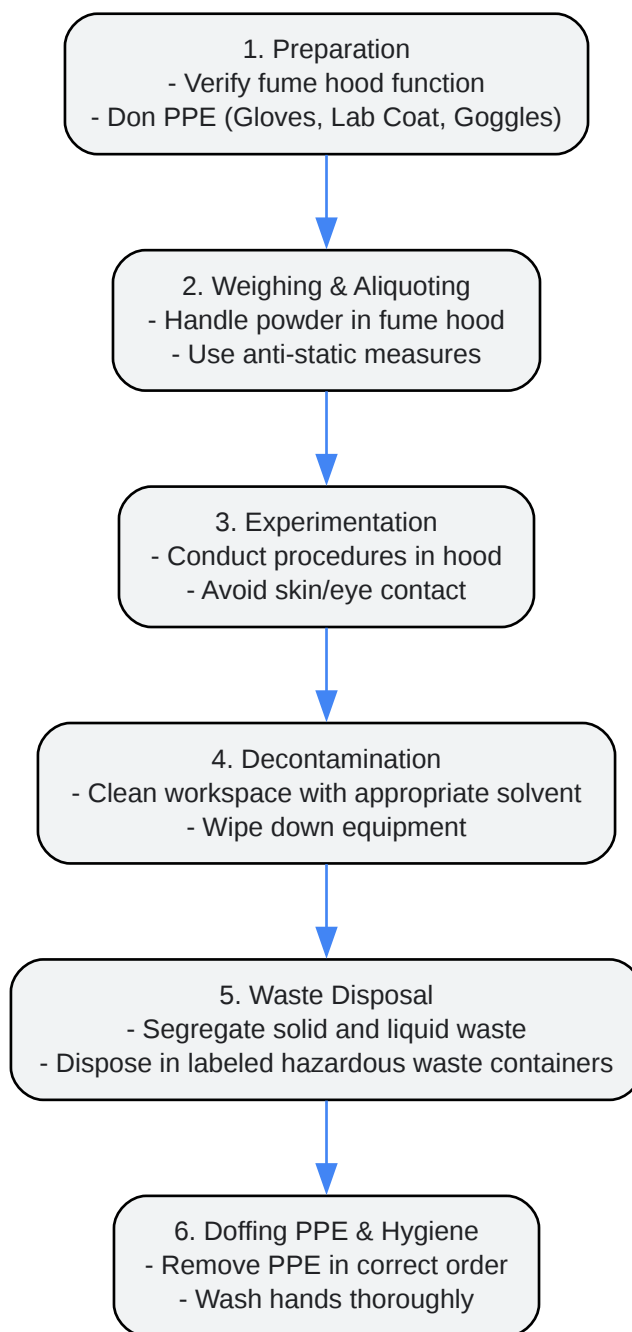 1. Preparation
- Verify fume hood function
- Don PPE (Gloves, Lab Coat, Goggles)
2. Weighing & Aliquoting
- Handle powder in fume hood
- Use anti-static measures
3. Experimentation
- Conduct procedures in hood
- Avoid skin/eye contact
4. Decontamination
- Clean workspace with appropriate solvent
- Wipe down equipment
5. Waste Disposal
- Segregate solid and liquid waste
- Dispose in labeled hazardous waste containers
6. Doffing PPE & Hygiene
- Remove PPE in correct order
- Wash hands thoroughly